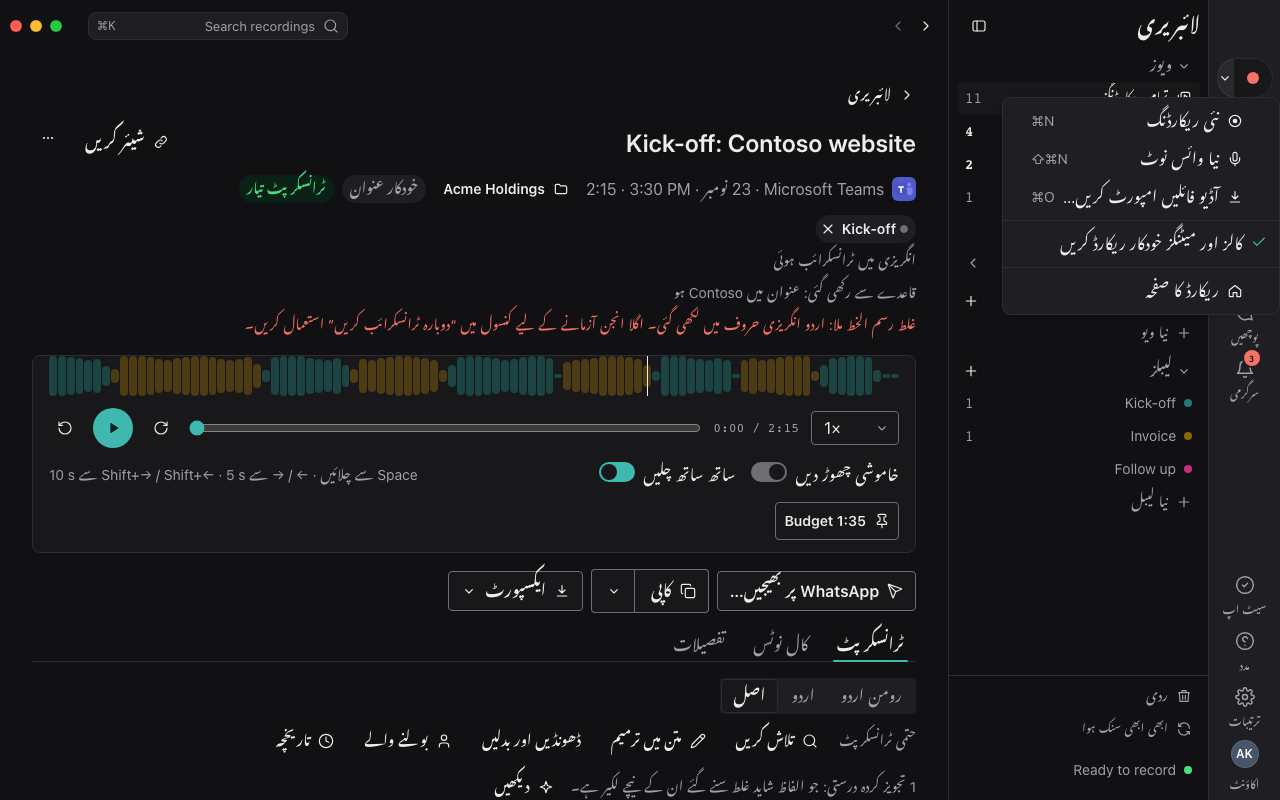 ⌘K Search recordings
لائبریری
ویوز
11
4
2
1
نئی ریکارڈنگ ⌘N
نیا وائس نوٹ ⇧⌘N
آڈیو فائلیں امپورٹ کریں... ⌘O
کالز اور میٹنگز خودکار ریکارڈ کریں
ریکارڈ کا صفحہ
نیا ویو
لیبلز
Kick-off 1
Invoice 1
Follow up
نیا لیبل
ردی
ابھی ابھی سنک ہوا
Ready to record
پوچھیں
3
سرگرمی
سیٹ اپ
مدد
ترتیبات
AK
اکاؤنٹ
لائبریری
Kick-off: Contoso website
شیئر کریں
Microsoft Teams · 23 نومبر · 3:30 PM · 2:15
Acme Holdings
خودکار عنوان
ٹرانسکرپٹ تیار
Kick-off
انگریزی میں ٹرانسکرائب ہوئی
قاعدے سے رکھی گئی: عنوان میں Contoso ہو
غلط رسم الخط ملا: اردو انگریزی حروف میں لکھی گئی۔ اگلا انجن آزمانے کے لیے کنسول میں "دوبارہ ٹرانسکرائب کریں" استعمال کریں۔
0:00 / 2:15
1×
خاموشی چھوڑ دیں
ساتھ ساتھ چلیں
Space سے چلائیں · ← / → سے 5 s · Shift+← / Shift+→ سے 10 s
Budget 1:35
WhatsApp پر بھیجیں...
کاپی
ایکسپورٹ
ٹرانسکرپٹ
کال نوٹس
تفصیلات
رومن اردو
اردو
اصل
حتمی ٹرانسکرپٹ
تلاش کریں
متن میں ترمیم
ڈھونڈیں اور بدلیں
بولنے والے
تاریخچہ
1 تجویز کردہ درستی: جو الفاظ شاید غلط سنے گئے ان کے نیچے لکیر ہے۔
دیکھیں